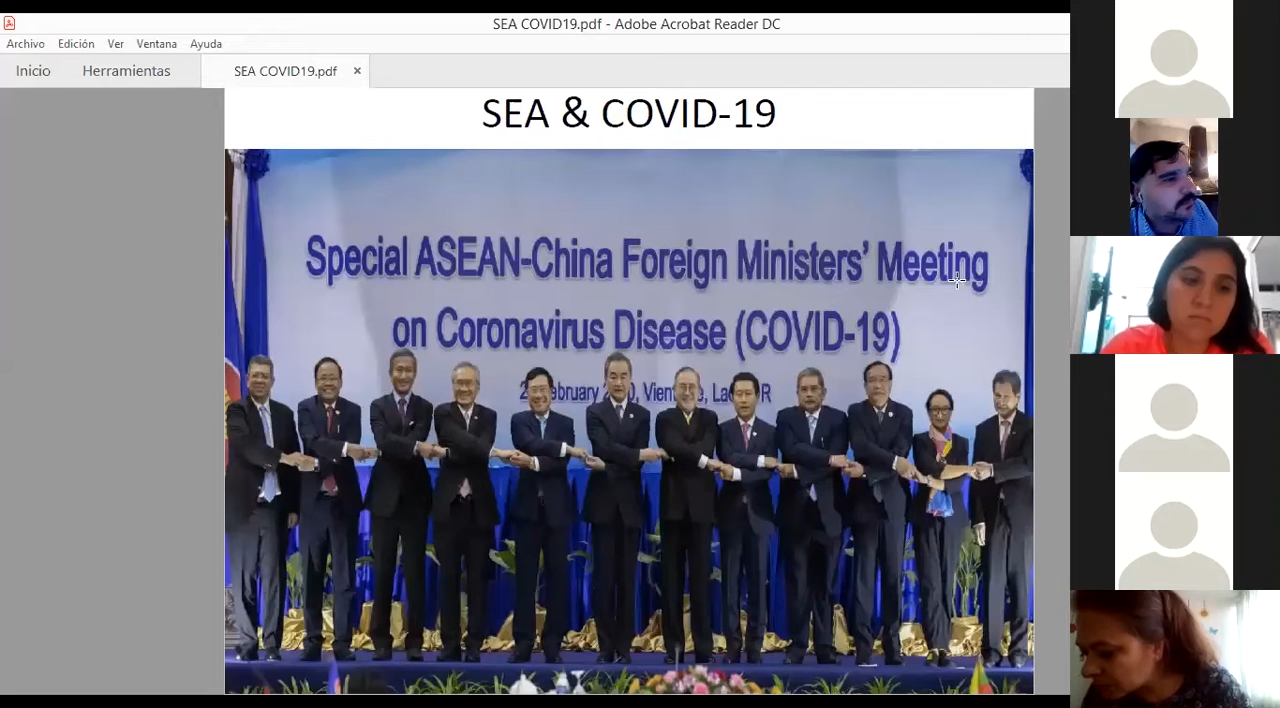 SEA COVID19.pdf - Adobe Acrobat Reader DC
Archivo Edición Ver Ventana Ayuda
Inicio Herramientas SEA COVID19.pdf ×
SEA & COVID-19
Special ASEAN-China Foreign Ministers’ Meeting
on Coronavirus Disease (COVID-19)